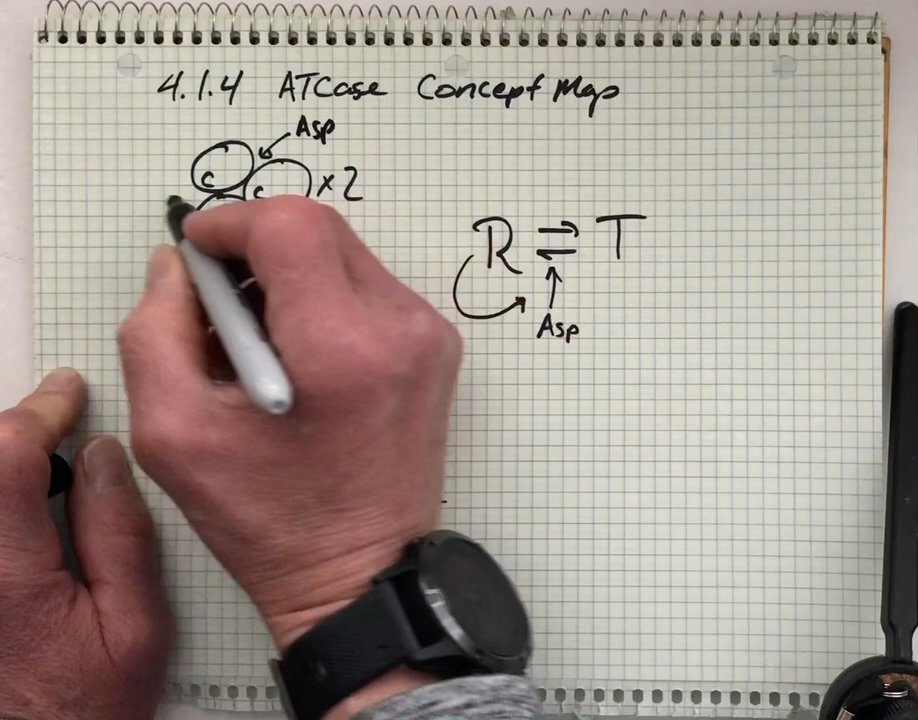 4.1.4 ATCase Concept Map
Asp
c c x 2
R ⇌ T
Asp